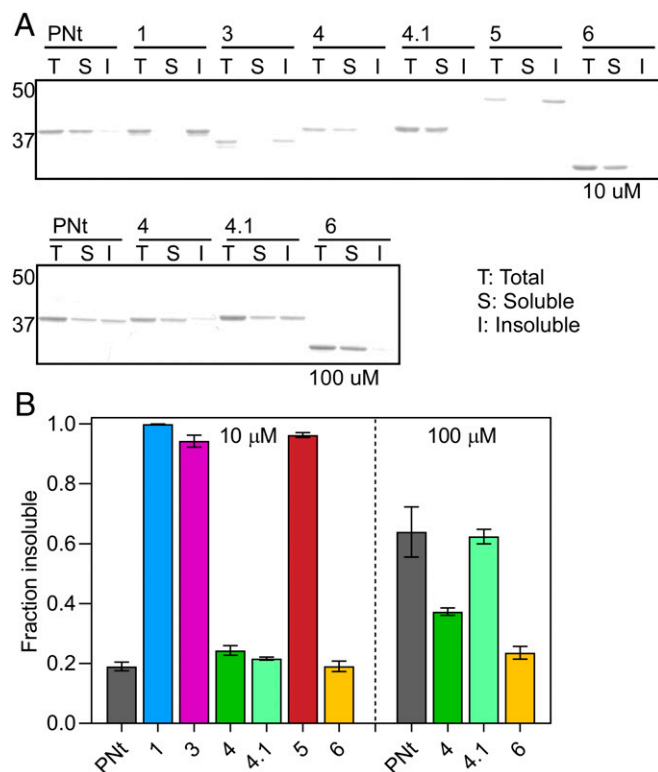 A
PNt 1 3 4 4.1 5 6
T S I T S I T S I T S I T S I T S I T S I
50
37
10 uM
PNt 4 4.1 6
T S I T S I T S I T S I
50
37
100 uM
T: Total
S: Soluble
I: Insoluble
B
Fraction insoluble
1.0
0.8
0.6
0.4
0.2
0.0
10 μM 100 μM
PNt 1 3 4 4.1 5 6 PNt 4 4.1 6